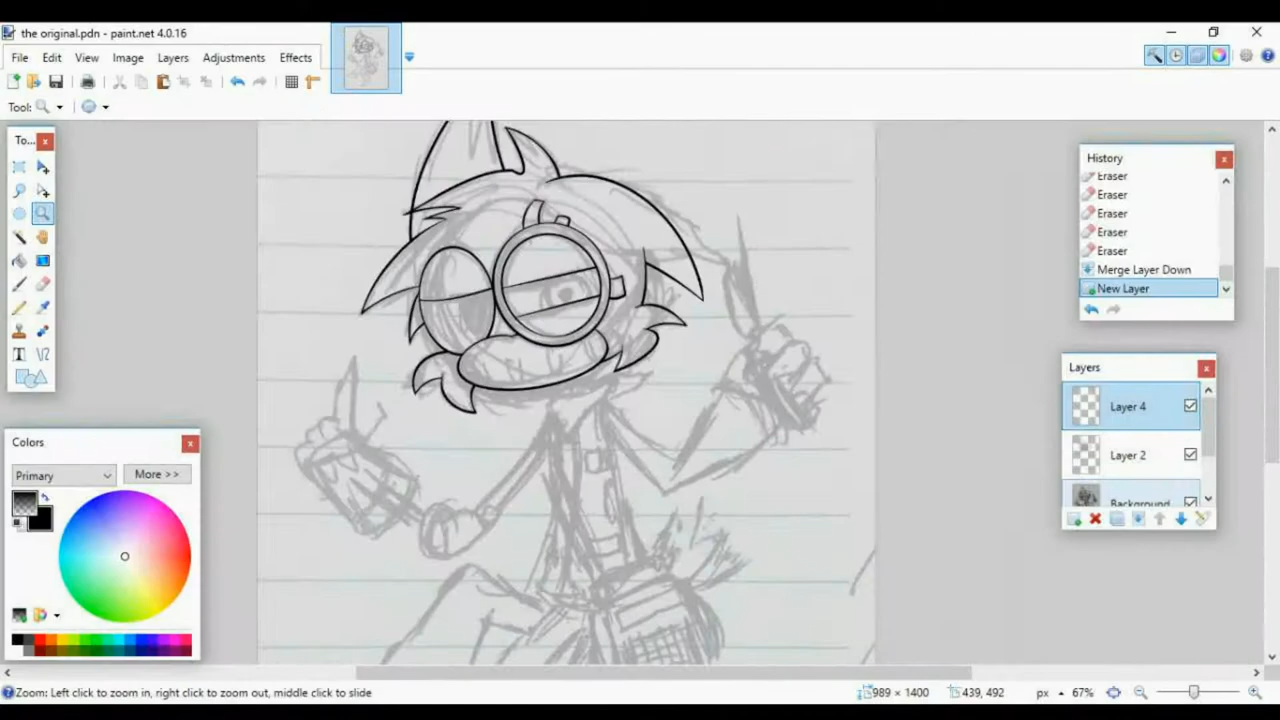 the original.pdn - paint.net 4.0.16
File Edit View Image Layers Adjustments Effects
Tool:
To...
History
Eraser
Eraser
Eraser
Eraser
Eraser
Merge Layer Down
New Layer
Layers
Layer 4
Layer 2
Background
Colors
Primary
More >>
Zoom: Left click to zoom in, right click to zoom out, middle click to slide
989 × 1400
439, 492
px
67%